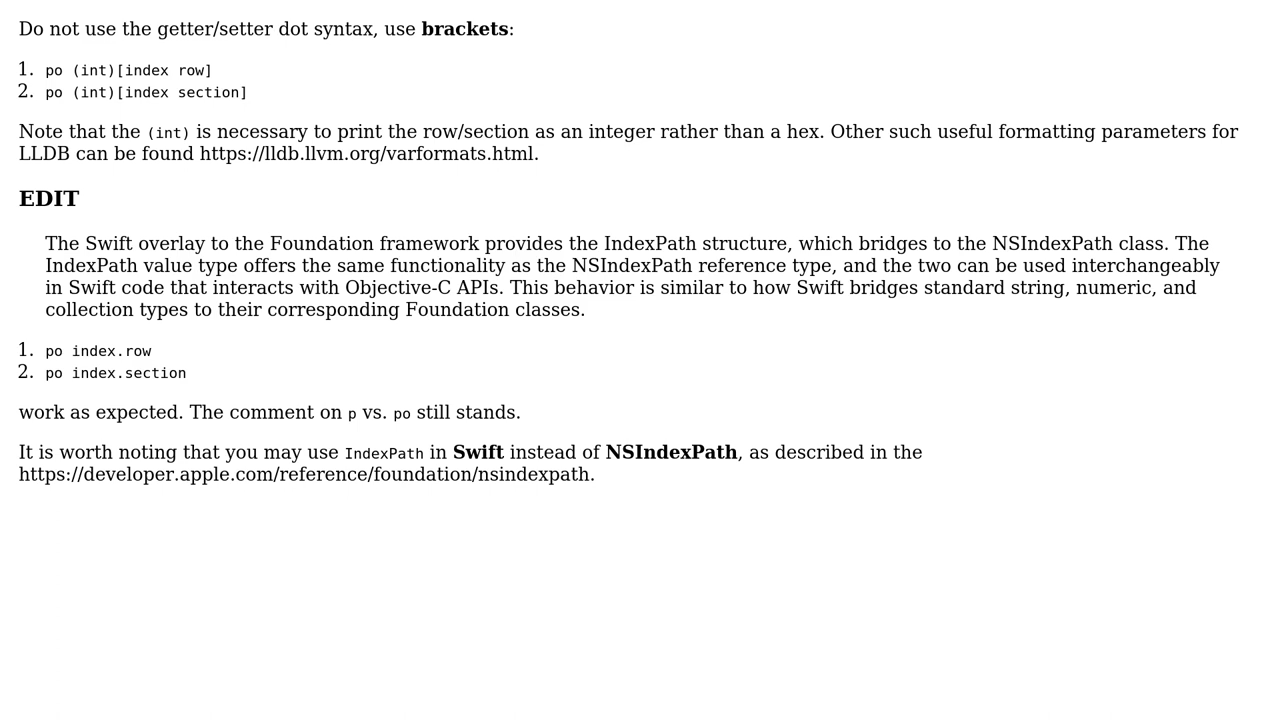 Do not use the getter/setter dot syntax, use brackets:
1. po (int)[index row]
2. po (int)[index section]
Note that the (int) is necessary to print the row/section as an integer rather than a hex. Other such useful formatting parameters for
LLDB can be found https://lldb.llvm.org/varformats.html.
EDIT
The Swift overlay to the Foundation framework provides the IndexPath structure, which bridges to the NSIndexPath class. The
IndexPath value type offers the same functionality as the NSIndexPath reference type, and the two can be used interchangeably
in Swift code that interacts with Objective-C APIs. This behavior is similar to how Swift bridges standard string, numeric, and
collection types to their corresponding Foundation classes.
1. po index.row
2. po index.section
work as expected. The comment on p vs. po still stands.
It is worth noting that you may use IndexPath in Swift instead of NSIndexPath, as described in the
https://developer.apple.com/reference/foundation/nsindexpath.